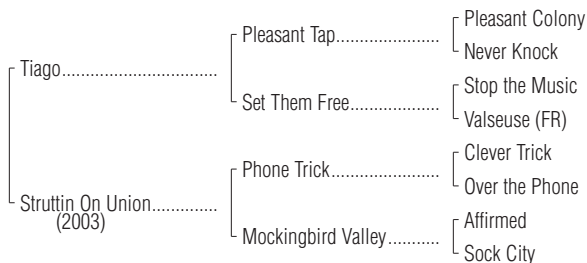 Pleasant Colony
Pleasant Tap....................
Never Knock
Tiago..............................
Stop the Music
Set Them Free.................
Valseuse (FR)
Clever Trick
Phone Trick.....................
Over the Phone
Struttin On Union.............
(2003)
Affirmed
Mockingbird Valley..........
Sock City